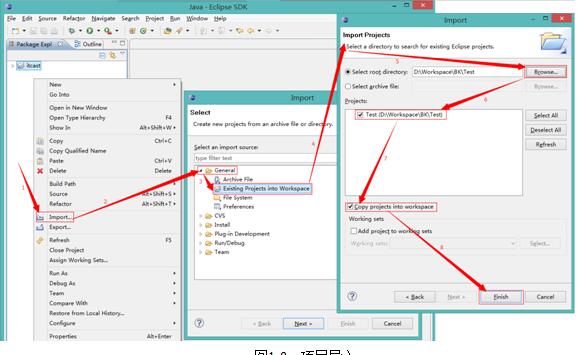 Java - Eclipse SDK
File Edit Source Refactor Navigate Search Project Run Window Help
Package Expl
Outline
itcast
New
Go Into
Open in New Window
Open Type Hierarchy F4
Show In Alt+Shift+W
Copy Ctrl+C
Copy Qualified Name
Paste Ctrl+V
Delete Delete
Build Path
Source Alt+Shift+S
Refactor Alt+Shift+T
Import...
Export...
Refresh F5
Close Project
Assign Working Sets...
Run As
Debug As
Team
Compare With
Restore from Local History...
Configure
Properties Alt+Enter
1
2
Import
Select
Create new projects from an archive file or directory.
Select an import source:
type filter text
General
Archive File
Existing Projects into Workspace
File System
Preferences
CVS
Install
Plug-in Development
Run/Debug
Team
3
4
< Back Next > Finish Cancel
Import
Import Projects
Select a directory to search for existing Eclipse projects.
5
Select root directory: D:\Workspace\BK\Test Browse...
6
Select archive file: Browse...
Projects:
Test (D:\Workspace\BK\Test)
Select All
Deselect All
Refresh
7
Copy projects into workspace
Working sets
Add project to working sets
8
Working sets: Select...
< Back Next > Finish Cancel